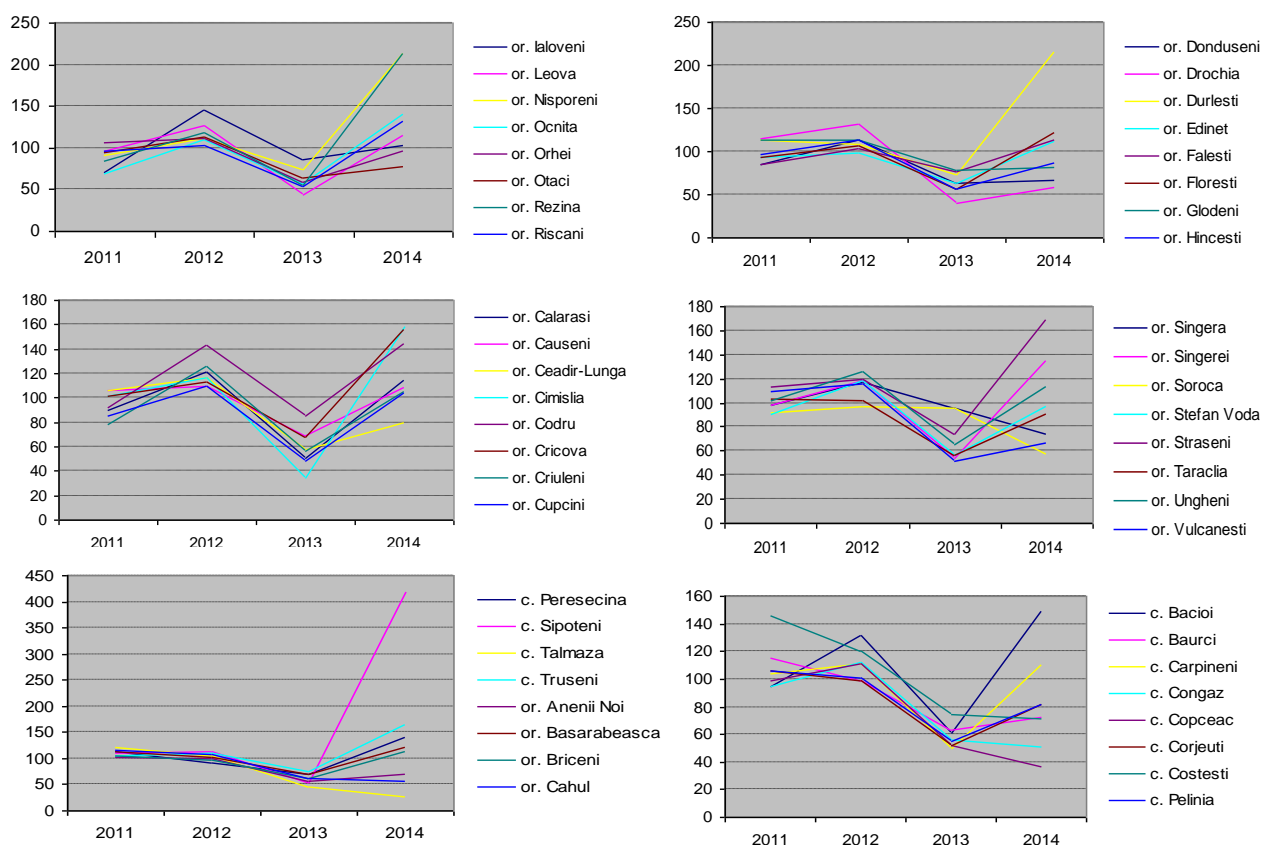 250
200
150
100
50
0
2011 2012 2013 2014
or. Ialoveni
or. Leova
or. Nisporeni
or. Ocnita
or. Orhei
or. Otaci
or. Rezina
or. Riscani
250
200
150
100
50
0
2011 2012 2013 2014
or. Donduseni
or. Drochia
or. Durlesti
or. Edinet
or. Falesti
or. Floresti
or. Glodeni
or. Hincesti
180
160
140
120
100
80
60
40
20
0
2011 2012 2013 2014
or. Calarasi
or. Causeni
or. Ceadir-Lunga
or. Cimislia
or. Codru
or. Cricova
or. Criuleni
or. Cupcini
180
160
140
120
100
80
60
40
20
0
2011 2012 2013 2014
or. Singera
or. Singerei
or. Soroca
or. Stefan Voda
or. Straseni
or. Taraclia
or. Ungheni
or. Vulcanesti
450
400
350
300
250
200
150
100
50
0
2011 2012 2013 2014
c. Peresecina
c. Sipoteni
c. Talmaza
c. Truseni
or. Anenii Noi
or. Basarabeasca
or. Briceni
or. Cahul
160
140
120
100
80
60
40
20
0
2011 2012 2013 2014
c. Bacioi
c. Baurci
c. Carpineni
c. Congaz
c. Copceac
c. Corjeuti
c. Costesti
c. Pelinia